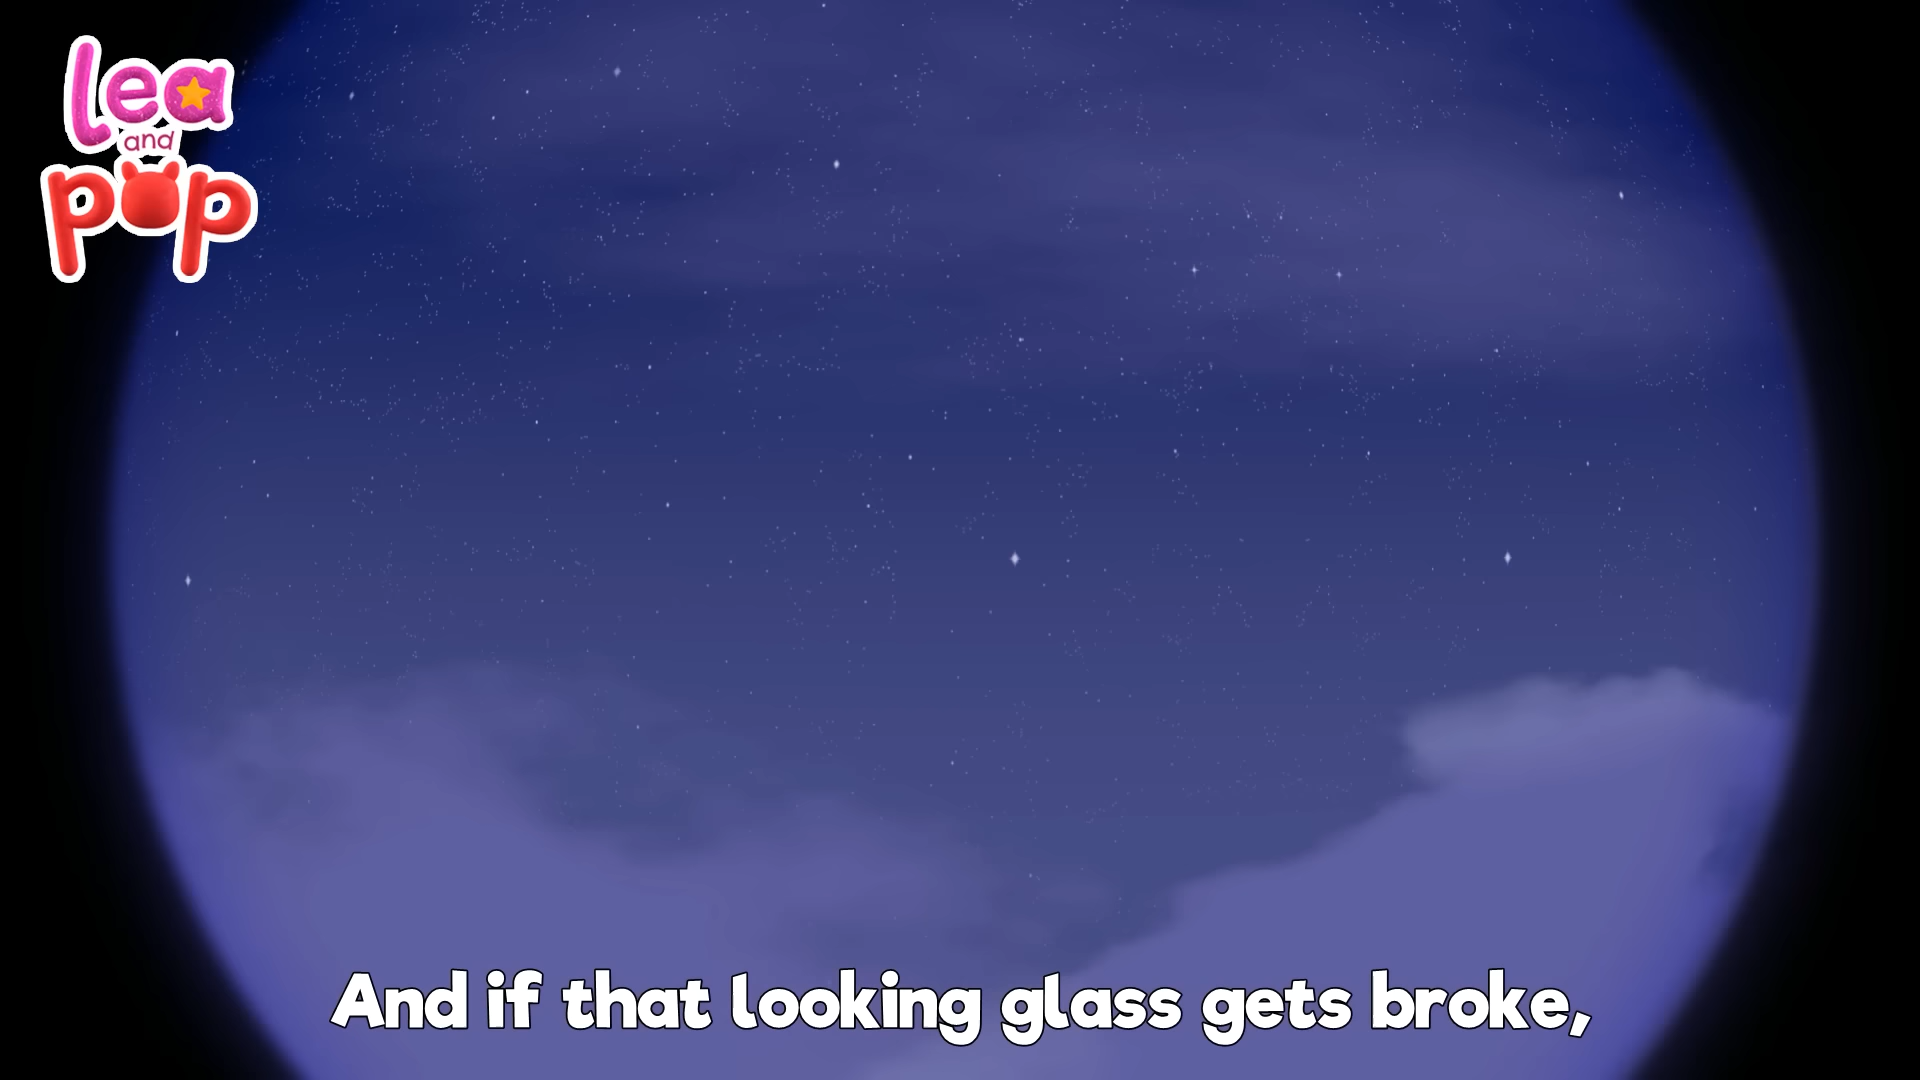 lea
and
pop
And if that looking glass gets broke,